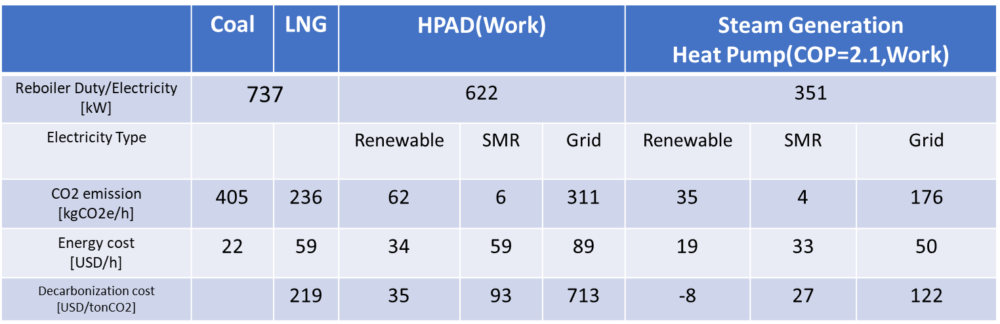 Coal LNG HPAD(Work) Steam Generation
Heat Pump(COP=2.1,Work)
Reboiler Duty/Electricity
[kW] 737 622 351
Electricity Type Renewable SMR Grid Renewable SMR Grid
CO2 emission
[kgCO2e/h] 405 236 62 6 311 35 4 176
Energy cost
[USD/h] 22 59 34 59 89 19 33 50
Decarbonization cost
[USD/tonCO2] 219 35 93 713 -8 27 122